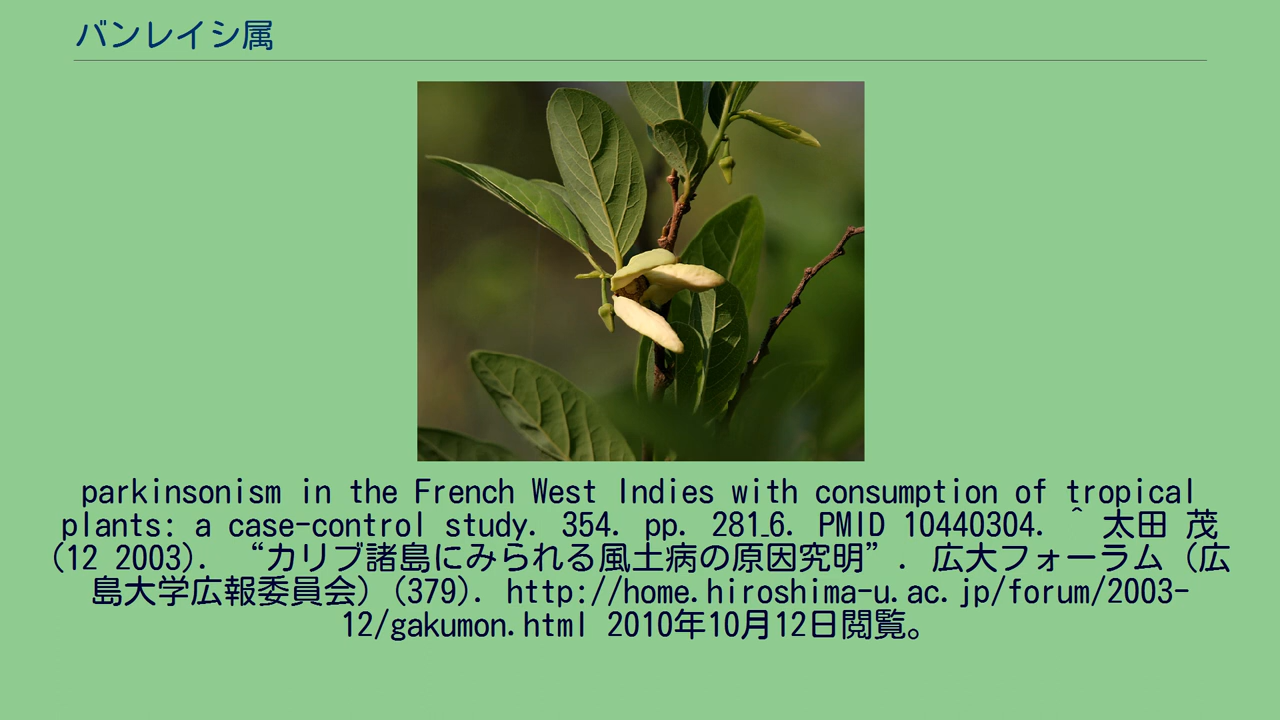 バンレイシ属
parkinsonism in the French West Indies with consumption of tropical
plants: a case-control study. 354. pp. 281₋6. PMID 10440304. ^ 太田 茂
(12 2003). “カリブ諸島にみられる風土病の原因究明”. 広大フォーラム (広
島大学広報委員会) (379). http://home.hiroshima-u.ac.jp/forum/2003-
12/gakumon.html 2010年10月12日閲覧。